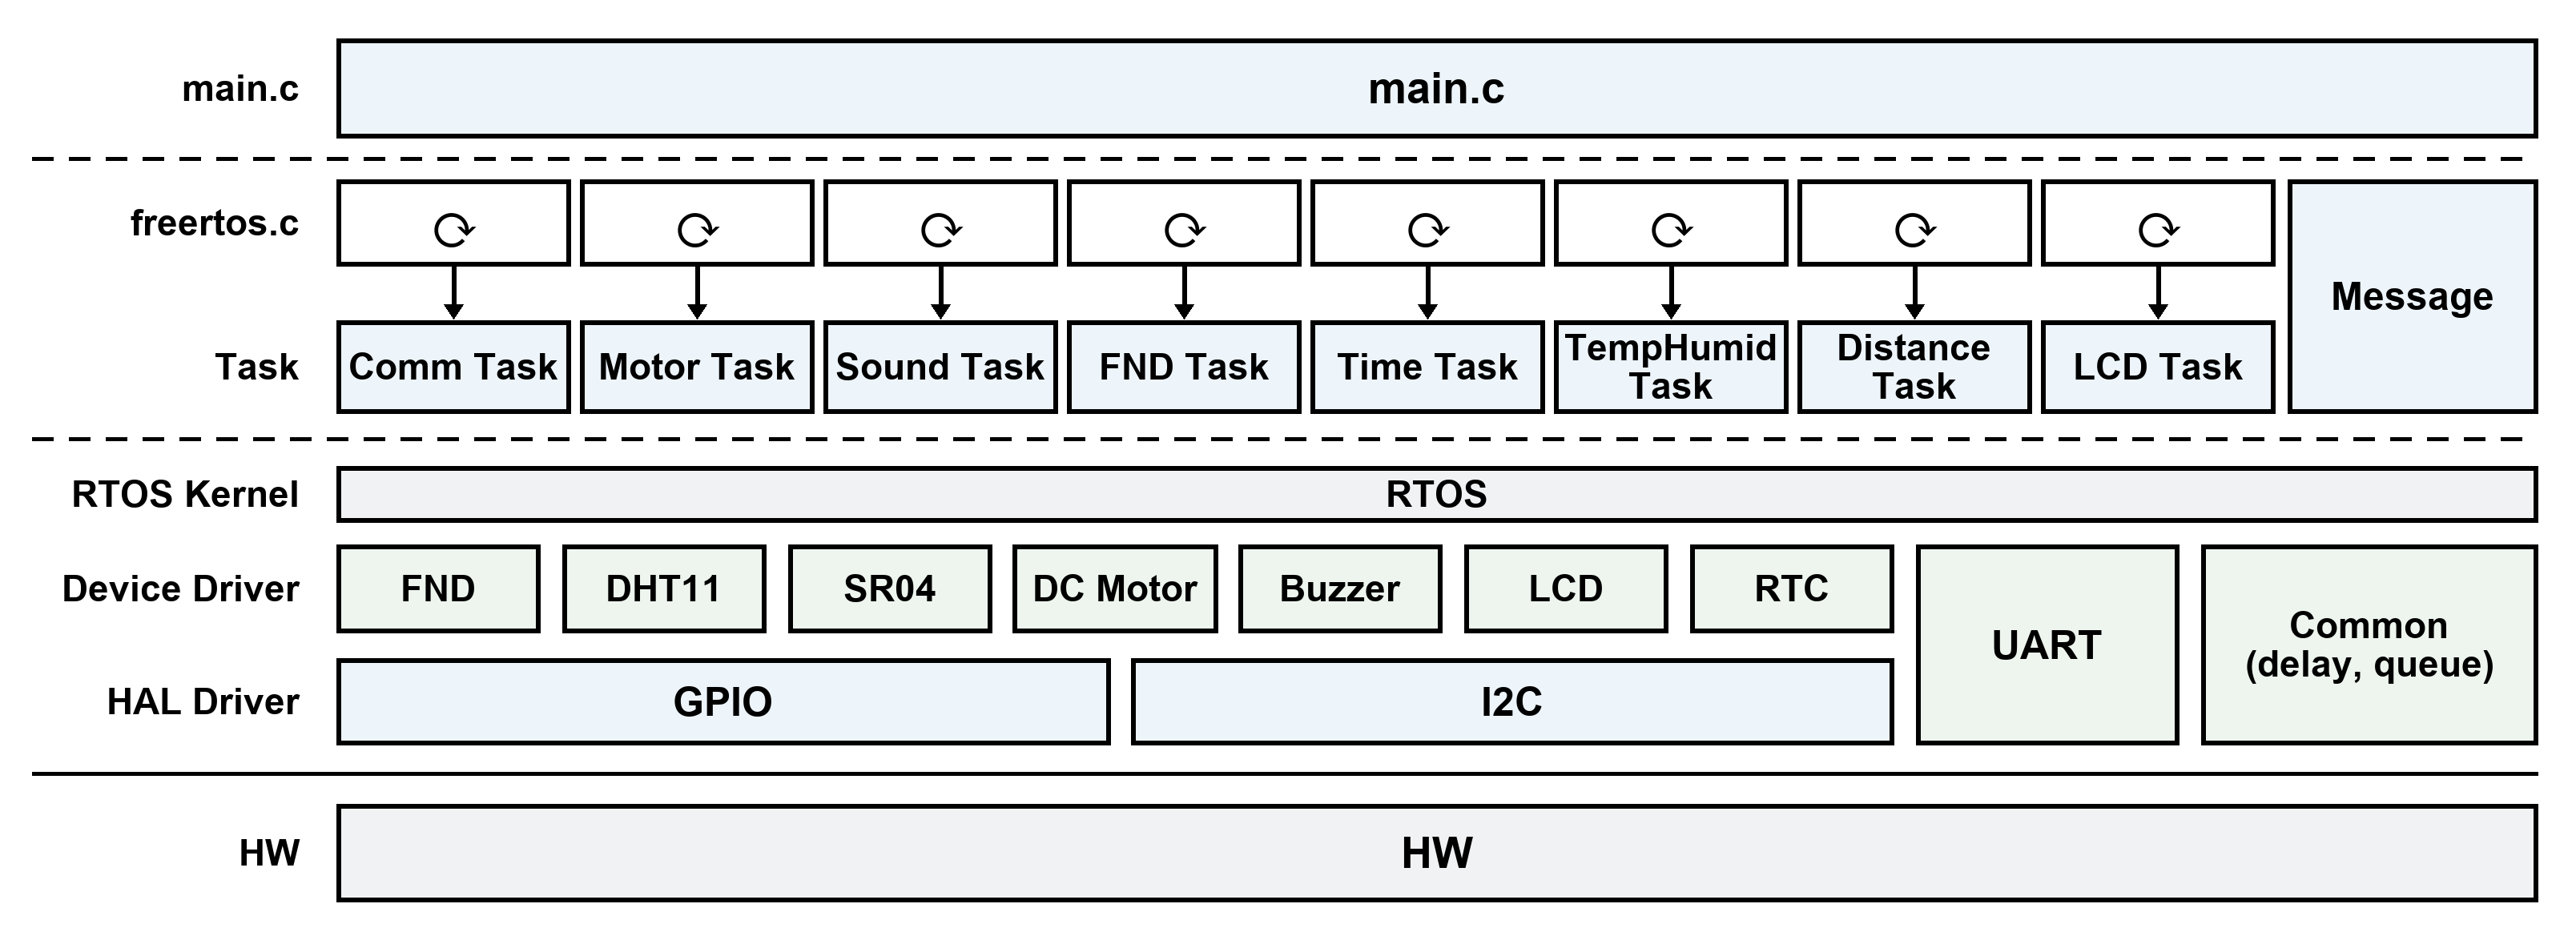 main.c
main.c
freertos.c
Message
Task
Comm Task
Motor Task
Sound Task
FND Task
Time Task
TempHumid
Task
Distance
Task
LCD Task
RTOS Kernel
RTOS
Device Driver
FND
DHT11
SR04
DC Motor
Buzzer
LCD
RTC
UART
Common
(delay, queue)
HAL Driver
GPIO
I2C
HW
HW